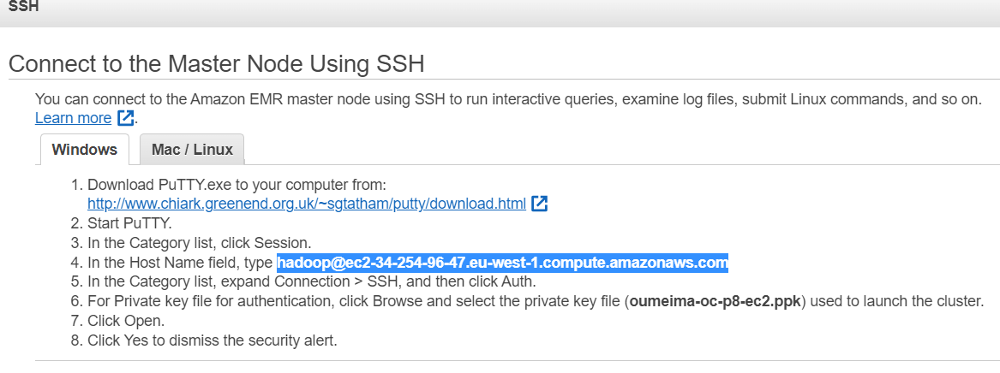 SSH
Connect to the Master Node Using SSH
You can connect to the Amazon EMR master node using SSH to run interactive queries, examine log files, submit Linux commands, and so on.
Learn more .
Windows
Mac / Linux
1. Download PuTTY.exe to your computer from:
http://www.chiark.greenend.org.uk/~sgtatham/putty/download.html
2. Start PuTTY.
3. In the Category list, click Session.
4. In the Host Name field, type hadoop@ec2-34-254-96-47.eu-west-1.compute.amazonaws.com
5. In the Category list, expand Connection > SSH, and then click Auth.
6. For Private key file for authentication, click Browse and select the private key file (oumeima-oc-p8-ec2.ppk) used to launch the cluster.
7. Click Open.
8. Click Yes to dismiss the security alert.